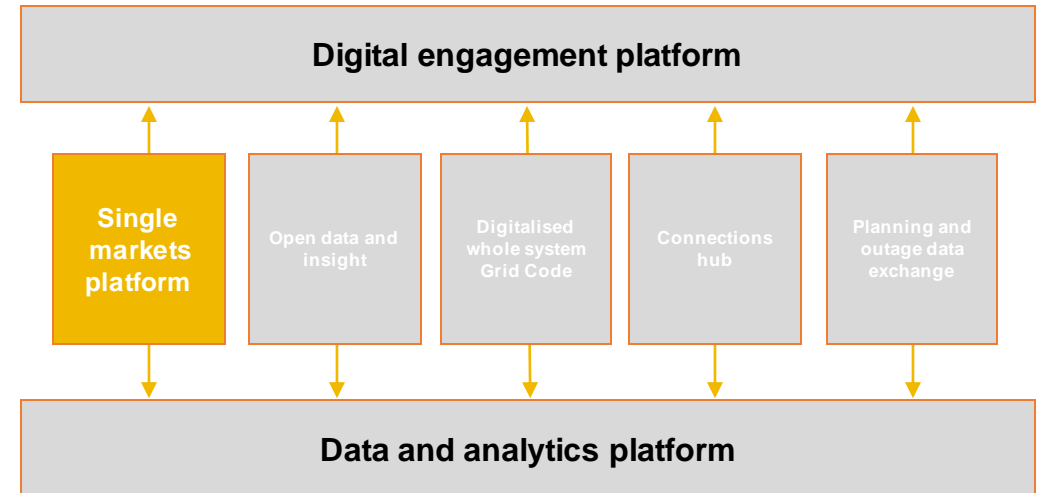 Digital engagement platform
Single
markets
platform
Open data and
insight
Digitalised
whole system
Grid Code
Connections
hub
Planning and
outage data
exchange
Data and analytics platform